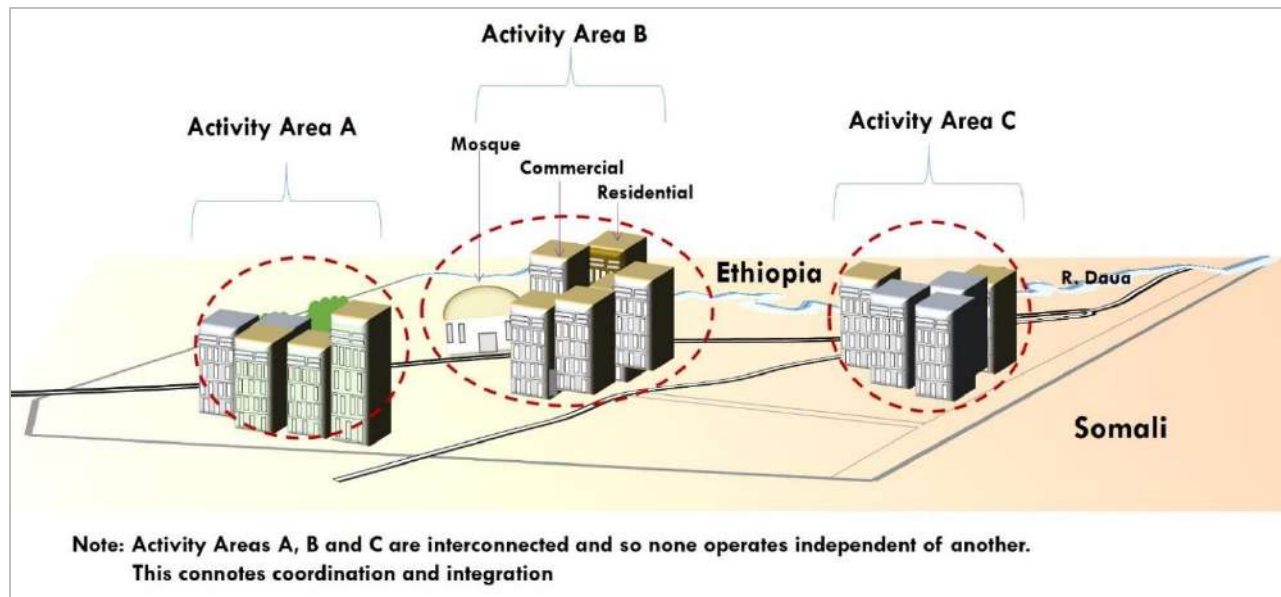 Activity Area B
Activity Area A
Activity Area C
Mosque
Commercial
Residential
Ethiopia
R. Daua
Somali
Note: Activity Areas A, B and C are interconnected and so none operates independent of another.
This connotes coordination and integration